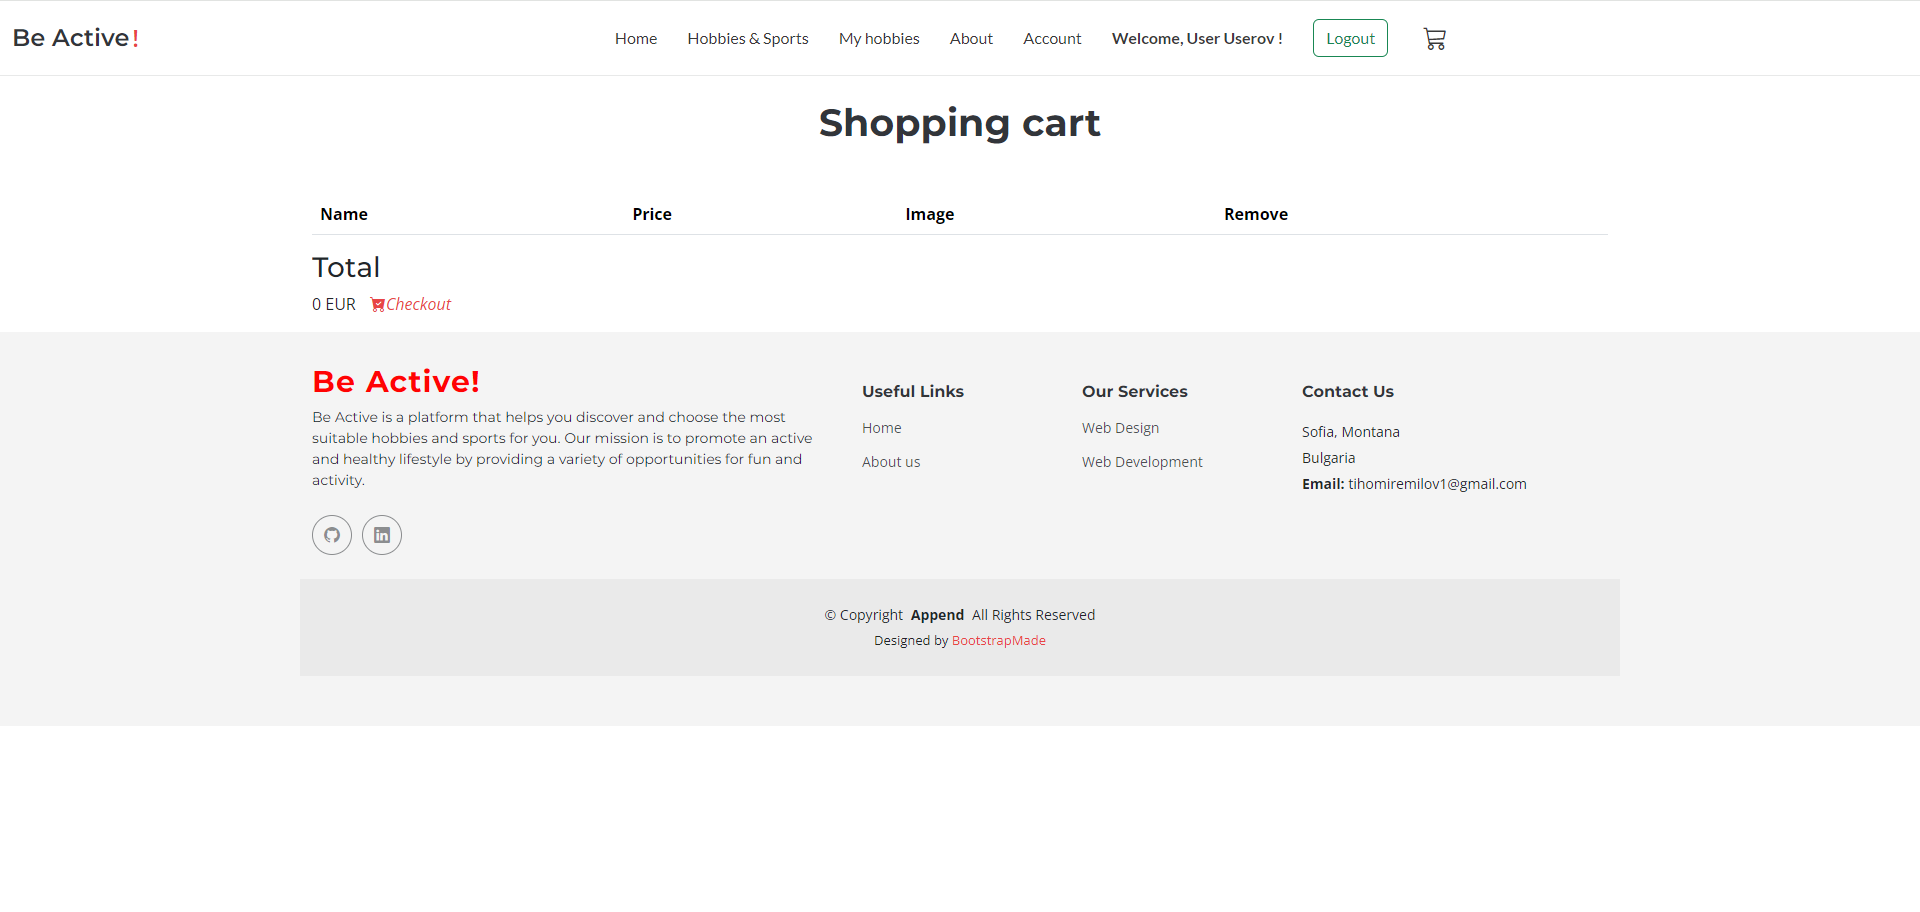 Be Active!
Home Hobbies & Sports My hobbies About Account Welcome, User Userov ! Logout
Shopping cart
Name Price Image Remove
Total
0 EUR Checkout
Be Active!
Be Active is a platform that helps you discover and choose the most
suitable hobbies and sports for you. Our mission is to promote an active
and healthy lifestyle by providing a variety of opportunities for fun and
activity.
Useful Links
Home
About us
Our Services
Web Design
Web Development
Contact Us
Sofia, Montana
Bulgaria
Email: tihomiremilov1@gmail.com
© Copyright Append All Rights Reserved
Designed by BootstrapMade